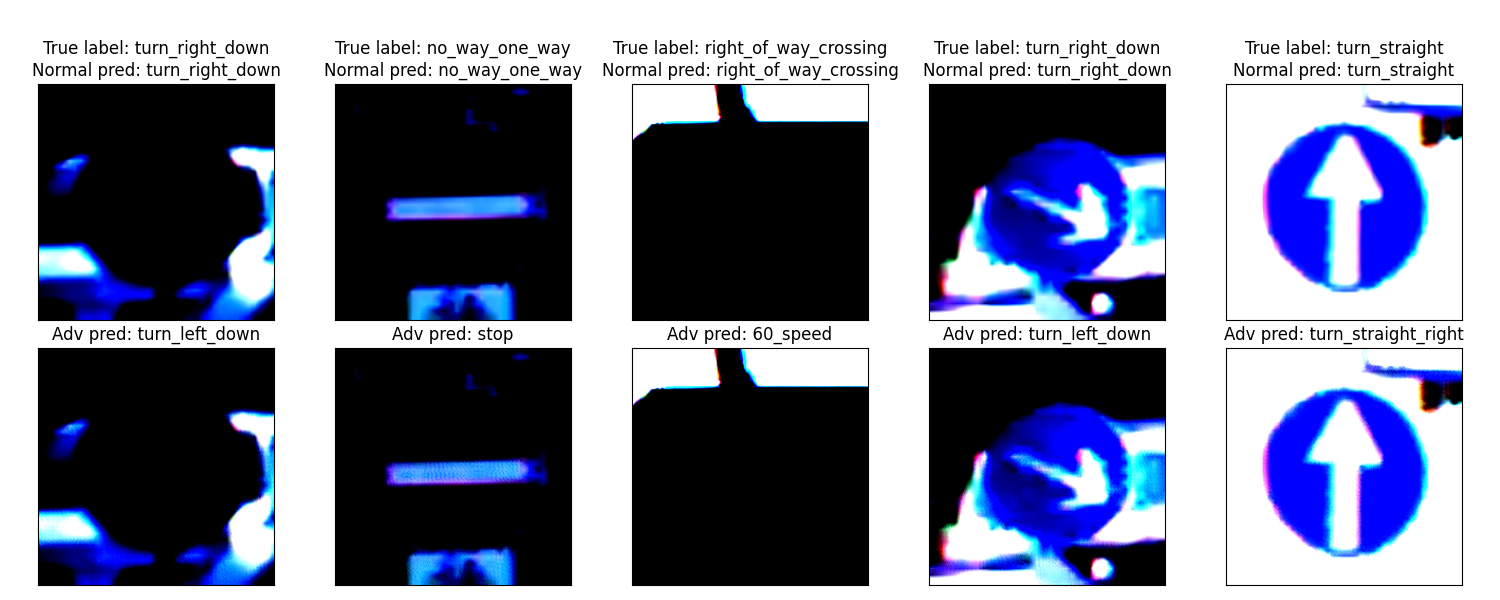 True label: turn_right_down
Normal pred: turn_right_down
True label: no_way_one_way
Normal pred: no_way_one_way
True label: right_of_way_crossing
Normal pred: right_of_way_crossing
True label: turn_right_down
Normal pred: turn_right_down
True label: turn_straight
Normal pred: turn_straight
Adv pred: turn_left_down
Adv pred: stop
Adv pred: 60_speed
Adv pred: turn_left_down
Adv pred: turn_straight_right